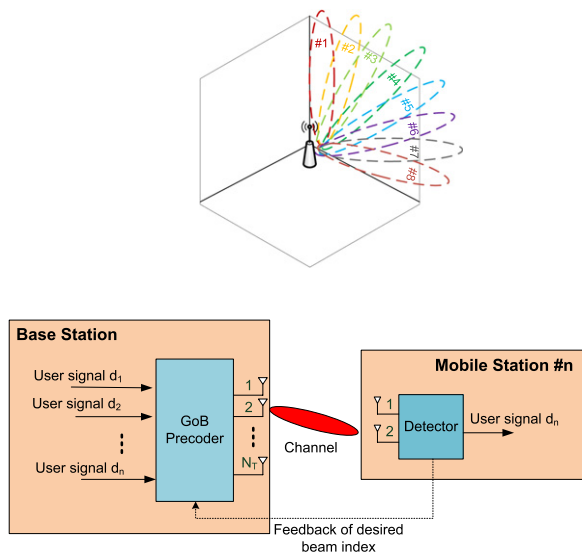 #1
#2
#3
#4
#5
#6
#7
#8
Base Station
User signal d1
User signal d2
User signal dn
GoB
Precoder
1
2
NT
Channel
Mobile Station #n
1
2
Detector
User signal dn
Feedback of desired
beam index